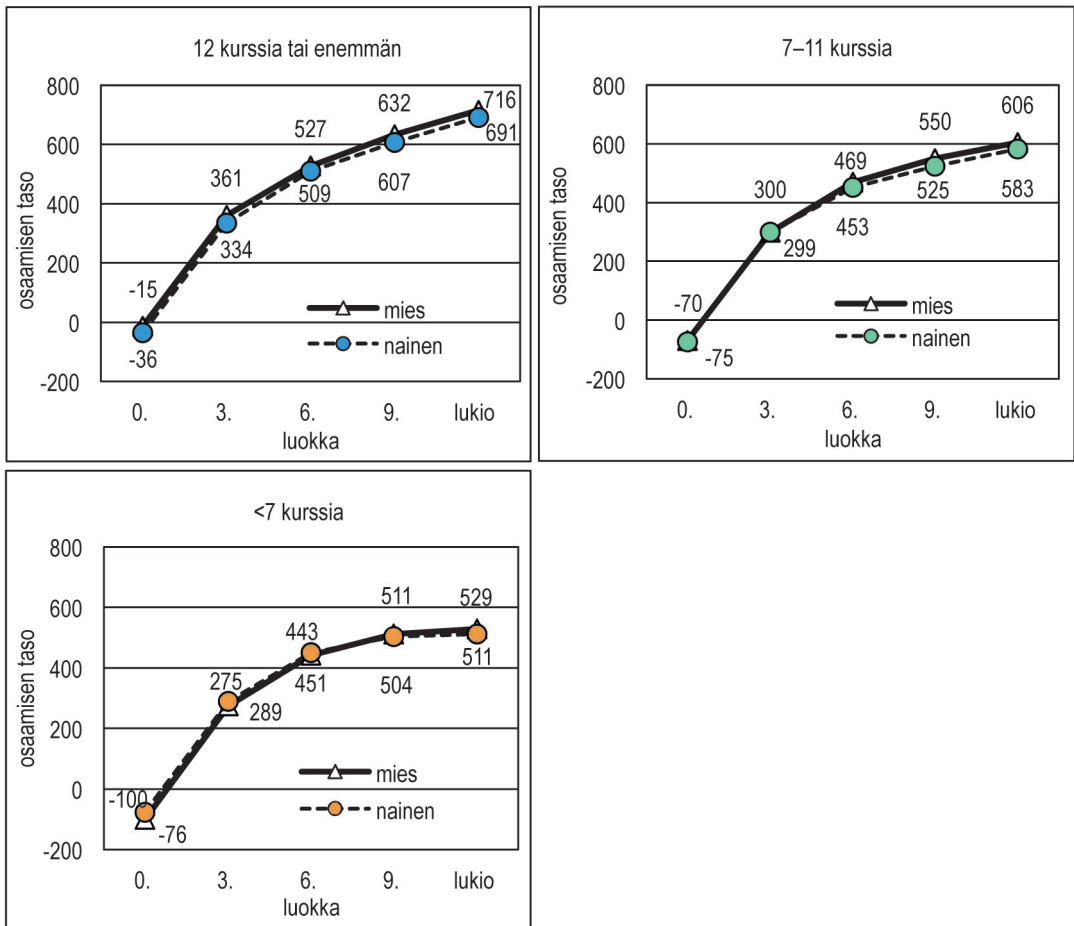 12 kurssia tai enemmän
800
600
400
200
0
-200
osaamisen taso
-15
-36
361
334
527
509
632
607
716
691
mies
nainen
0. 3. 6. 9. lukio
luokka
7–11 kurssia
800
600
400
200
0
-200
osaamisen taso
-70
-75
300
299
469
453
550
525
606
583
mies
nainen
0. 3. 6. 9. lukio
luokka
<7 kurssia
800
600
400
200
0
-200
osaamisen taso
-100
-76
275
289
443
451
511
504
529
511
mies
nainen
0. 3. 6. 9. lukio
luokka